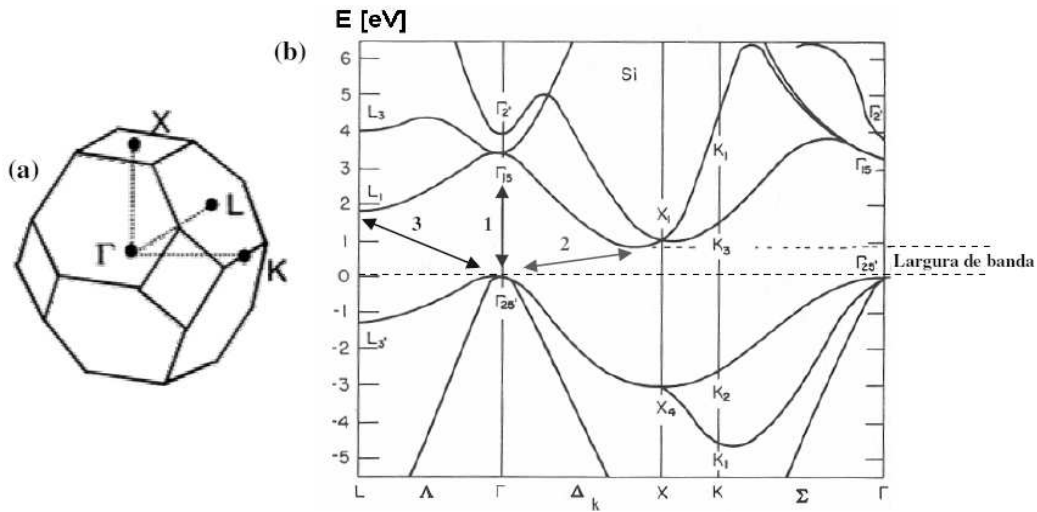 E [eV]
(a)
X
L
Γ
K
(b)
Si
6
5
4
3
2
1
0
-1
-2
-3
-4
-5
L₃
L₁
L₃'
Γ₂'
Γ₁₅
Γ₂₅'
1
2
3
X₁
X₄
K₁
K₃
K₂
K₁
Γ₂'
Γ₁₅
Γ₂₅'
Largura de banda
L Λ Γ Δ k X K Σ Γ